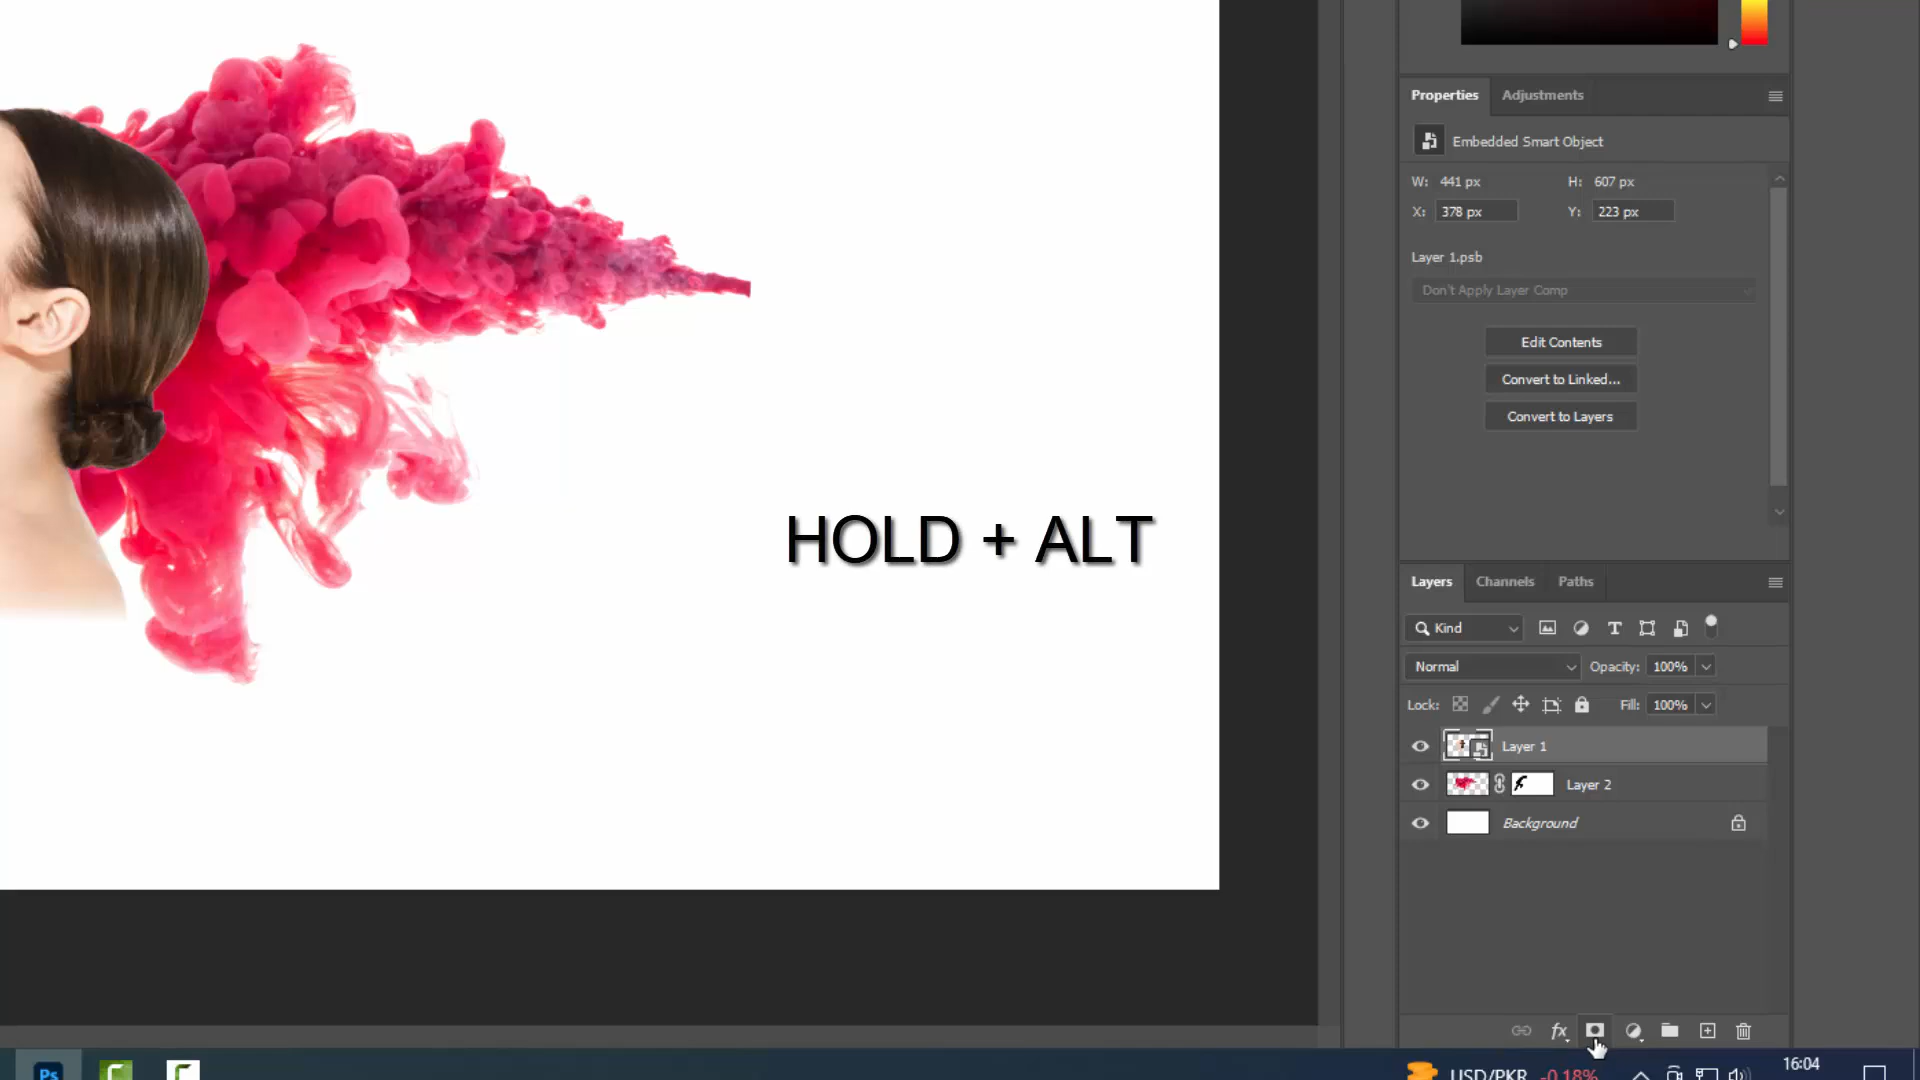 Properties
Adjustments
Embedded Smart Object
W: 441 px
H: 607 px
X: 378 px
Y: 223 px
Layer 1.psb
Don't Apply Layer Comp
Edit Contents
Convert to Linked...
Convert to Layers
HOLD + ALT
Layers
Channels
Paths
Kind
Normal
Opacity: 100%
Lock:
Fill: 100%
Layer 1
Layer 2
Background
fx
Ps
USD/PKR -0.18%
16:04